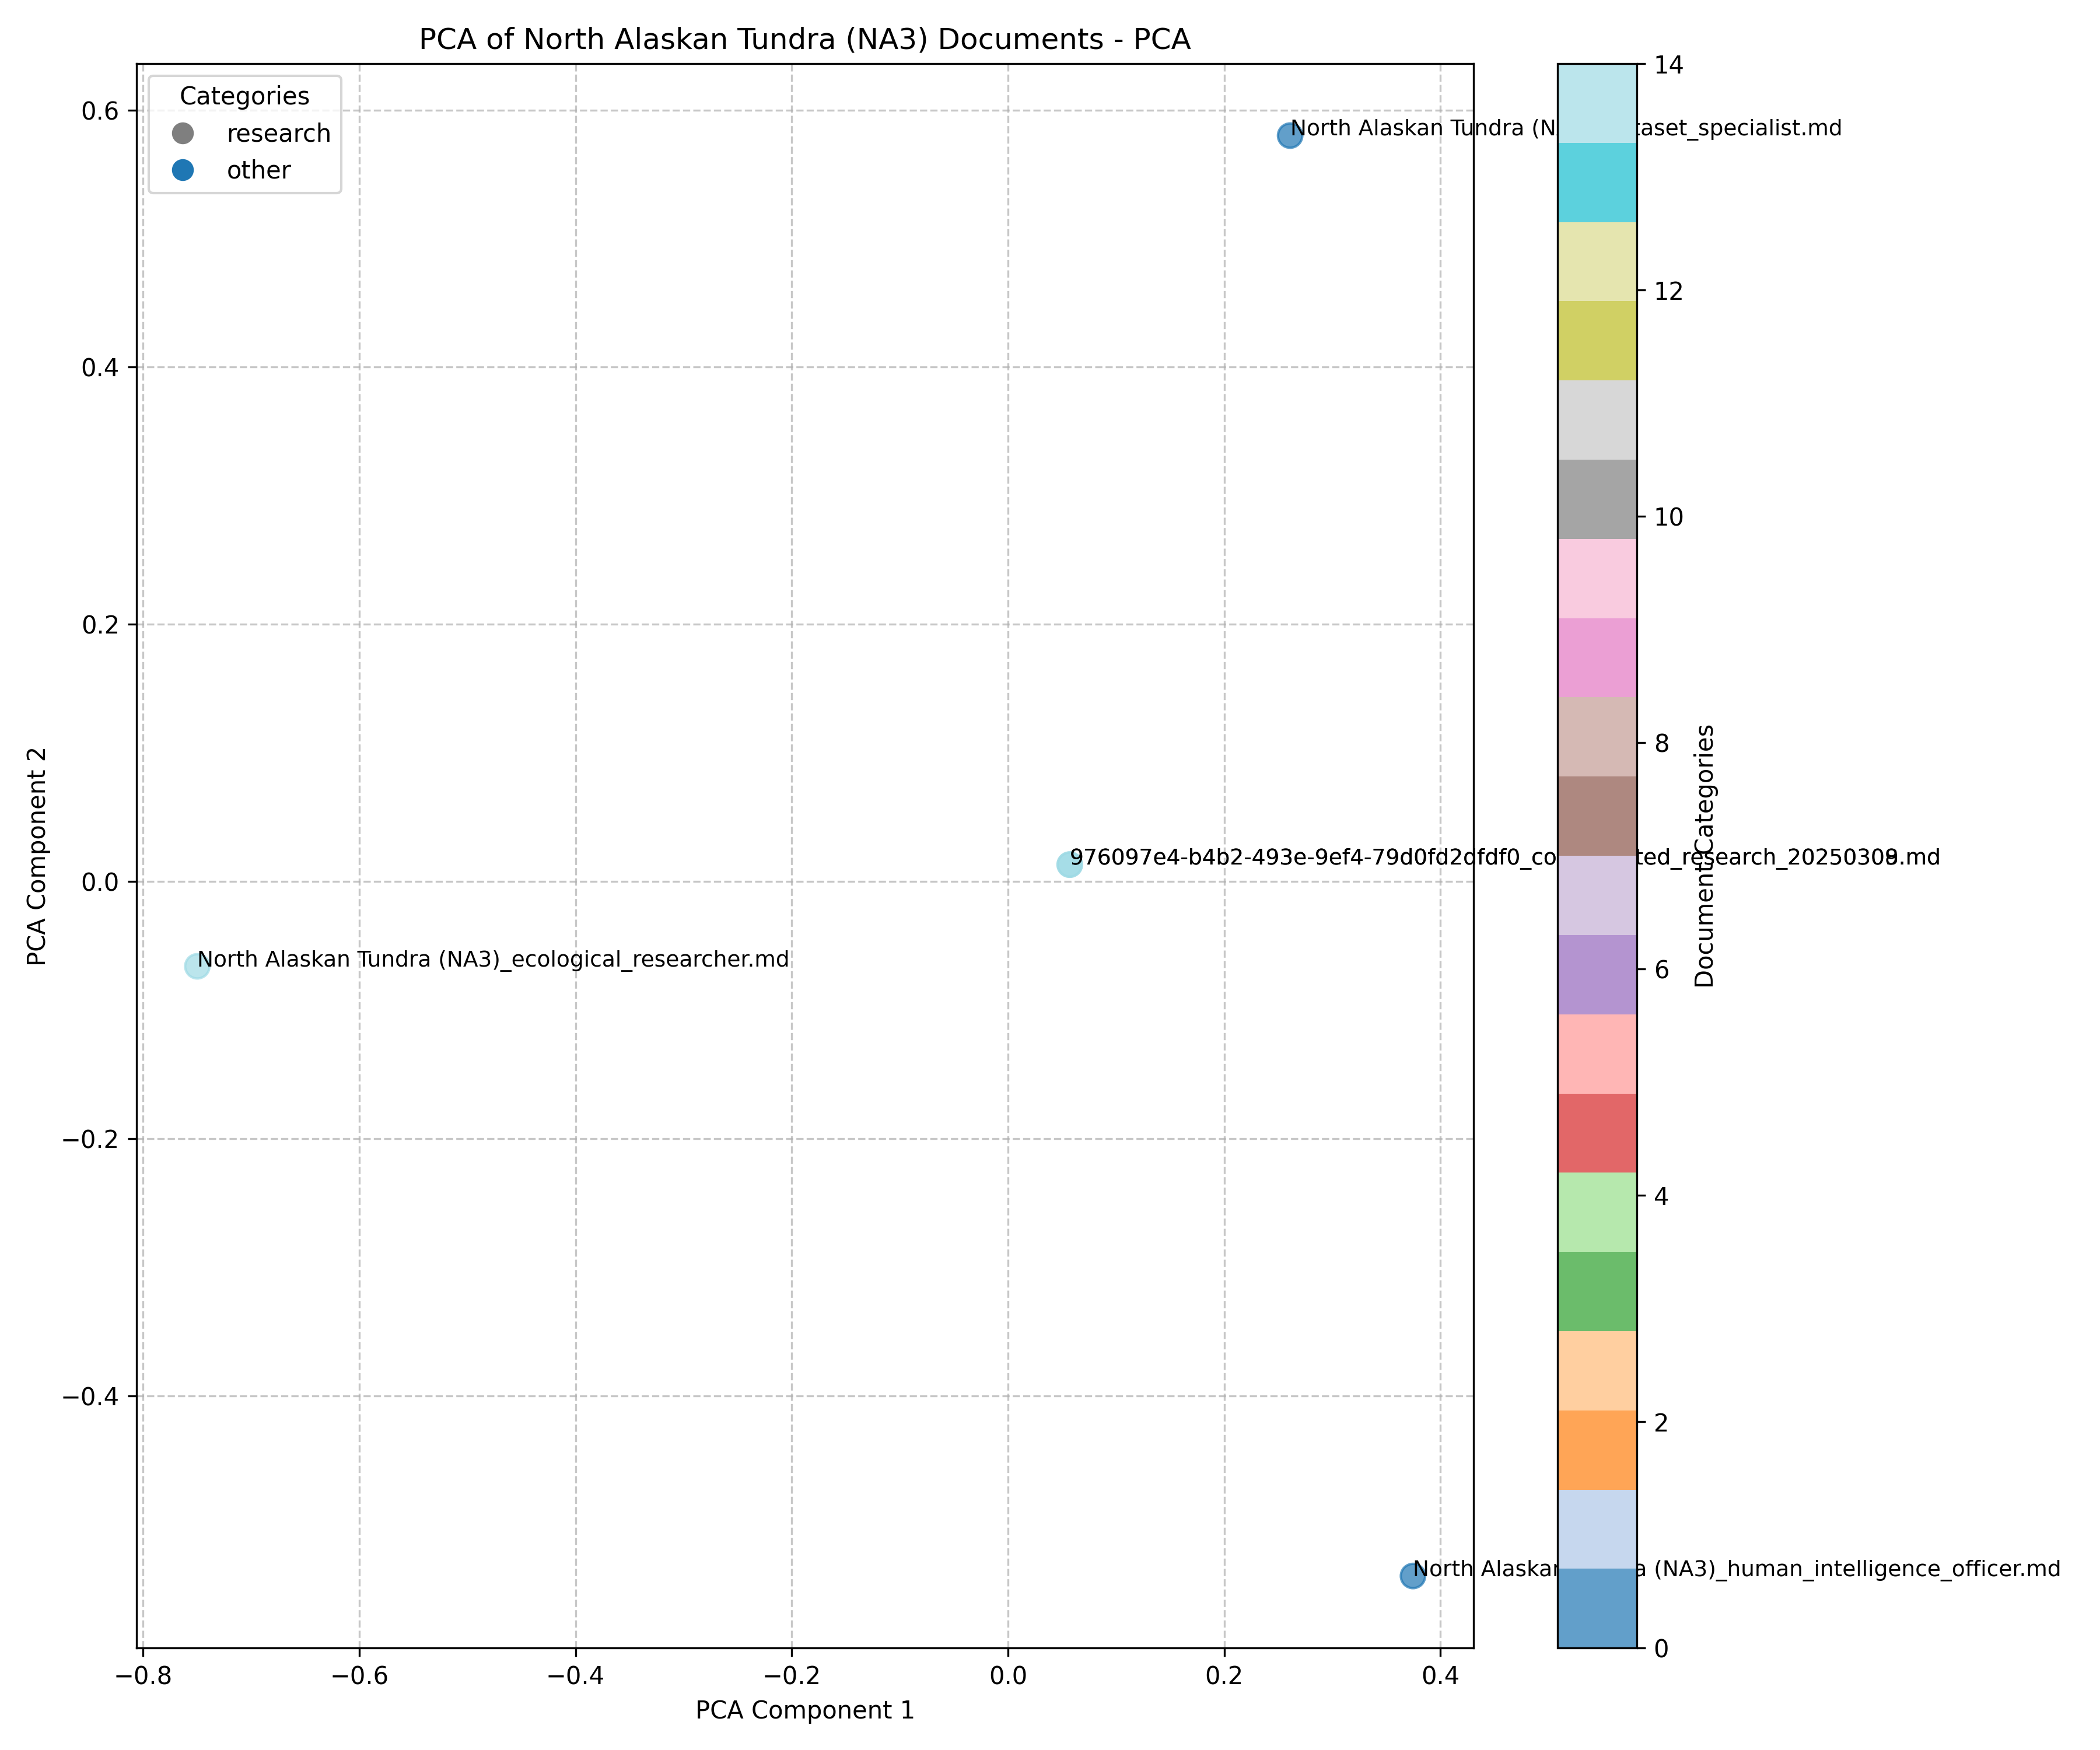 PCA of North Alaskan Tundra (NA3) Documents - PCA
Categories
research
other
North Alaskan Tundra (N taset_specialist.md
976097e4-b4b2-493e-9ef4-79d0fd2dfdf0_co ted_research_2025030 .md
North Alaskan Tundra (NA3)_ecological_researcher.md
North Alaskan a (NA3)_human_intelligence_officer.md
PCA Component 2
0.6
0.4
0.2
0.0
−0.2
−0.4
−0.8
−0.6
−0.4
−0.2
0.0
0.2
0.4
PCA Component 1
14
12
10
8
6
4
2
0
Document Categories